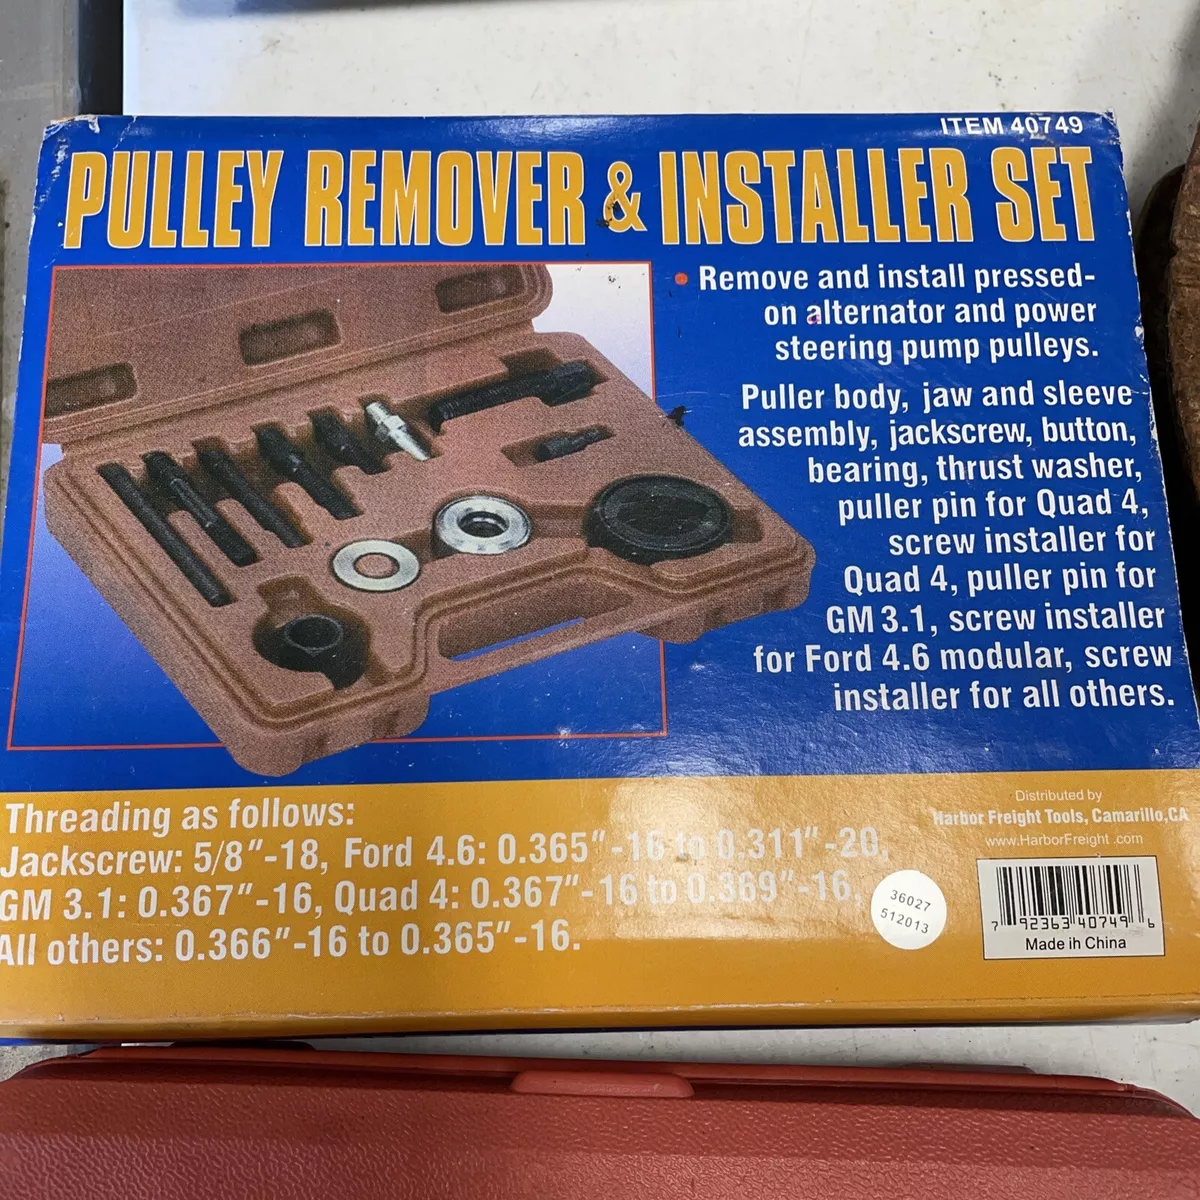 ITEM 40749
PULLEY REMOVER & INSTALLER SET
• Remove and install pressed-
on alternator and power
steering pump pulleys.
Puller body, jaw and sleeve
assembly, jackscrew, button,
bearing, thrust washer,
puller pin for Quad 4,
screw installer for
Quad 4, puller pin for
GM 3.1, screw installer
for Ford 4.6 modular, screw
installer for all others.
Threading as follows:
Jackscrew: 5/8"-18, Ford 4.6: 0.365"-16 to 0.311"-20,
GM 3.1: 0.367"-16, Quad 4: 0.367"-16 to 0.369"-16,
All others: 0.366"-16 to 0.365"-16.
36027
512013
Distributed by
Harbor Freight Tools, Camarillo,CA
www.HarborFreight.com
7 92363 40749 6
Made in China